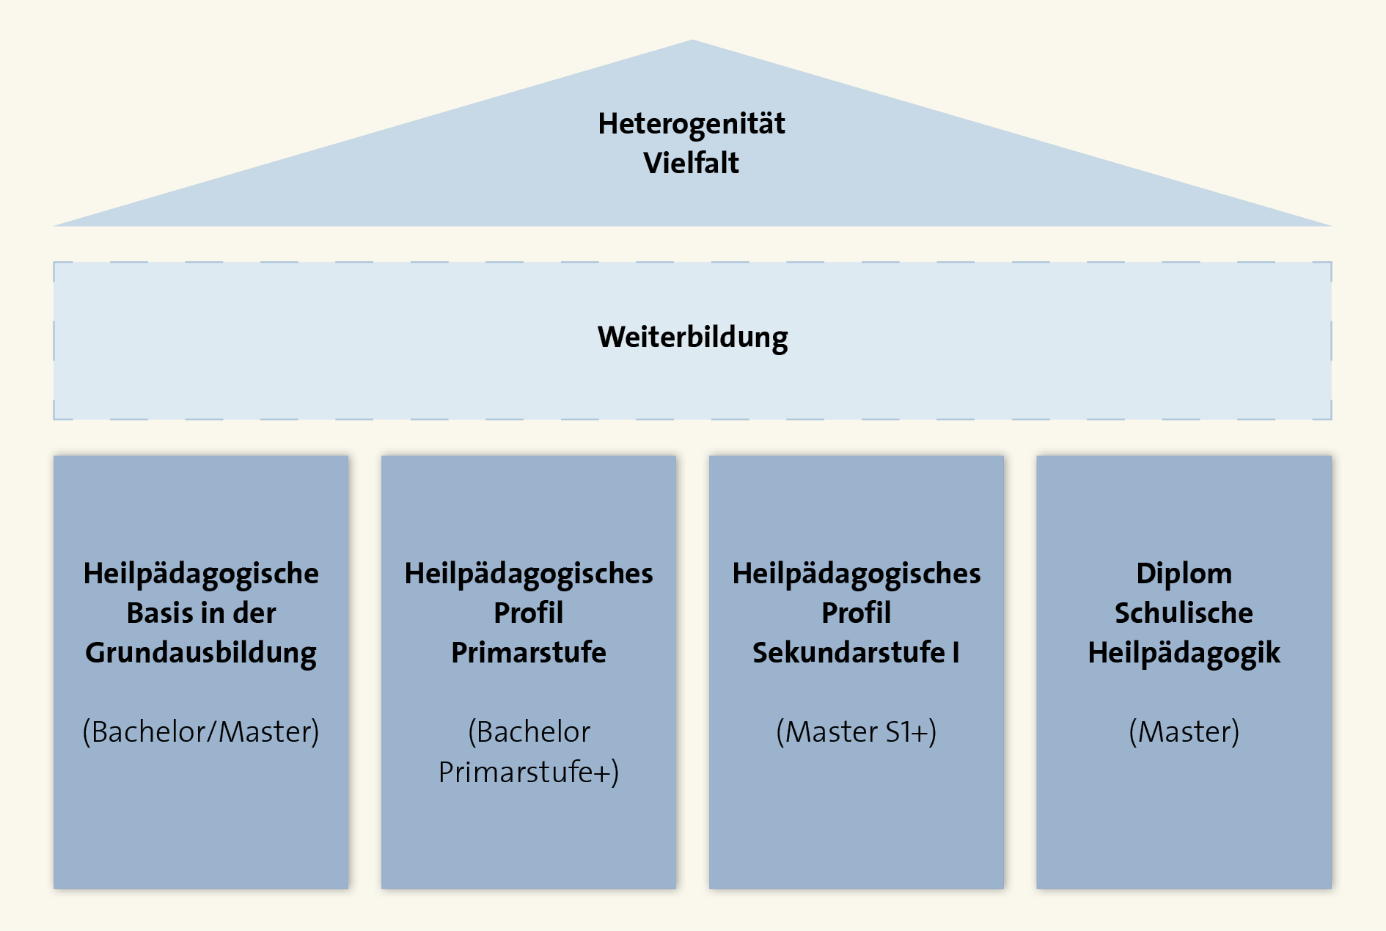 Heterogenität
Vielfalt
Weiterbildung
Heilpädagogische
Basis in der
Grundausbildung
(Bachelor/Master)
Heilpädagogisches
Profil
Primarstufe
(Bachelor
Primarstufe+)
Heilpädagogisches
Profil
Sekundarstufe I
(Master S1+)
Diplom
Schulische
Heilpädagogik
(Master)